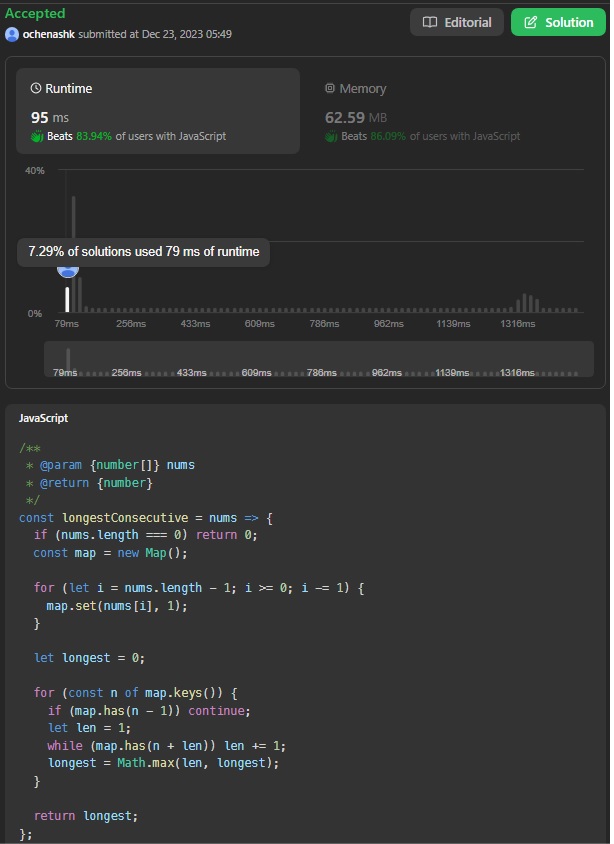 Accepted
Editorial
Solution
ochenashk submitted at Dec 23, 2023 05:49
Runtime
Memory
95 ms
62.59 MB
Beats 83.94% of users with JavaScript
Beats 86.09% of users with JavaScript
40%
7.29% of solutions used 79 ms of runtime
0%
79ms 256ms 433ms 609ms 786ms 962ms 1139ms 1316ms
79ms 256ms 433ms 609ms 786ms 962ms 1139ms 1316ms
JavaScript
/**
 * @param {number[]} nums
 * @return {number}
 */
const longestConsecutive = nums => {
  if (nums.length === 0) return 0;
  const map = new Map();

  for (let i = nums.length - 1; i >= 0; i -= 1) {
    map.set(nums[i], 1);
  }

  let longest = 0;

  for (const n of map.keys()) {
    if (map.has(n - 1)) continue;
    let len = 1;
    while (map.has(n + len)) len += 1;
    longest = Math.max(len, longest);
  }

  return longest;
};